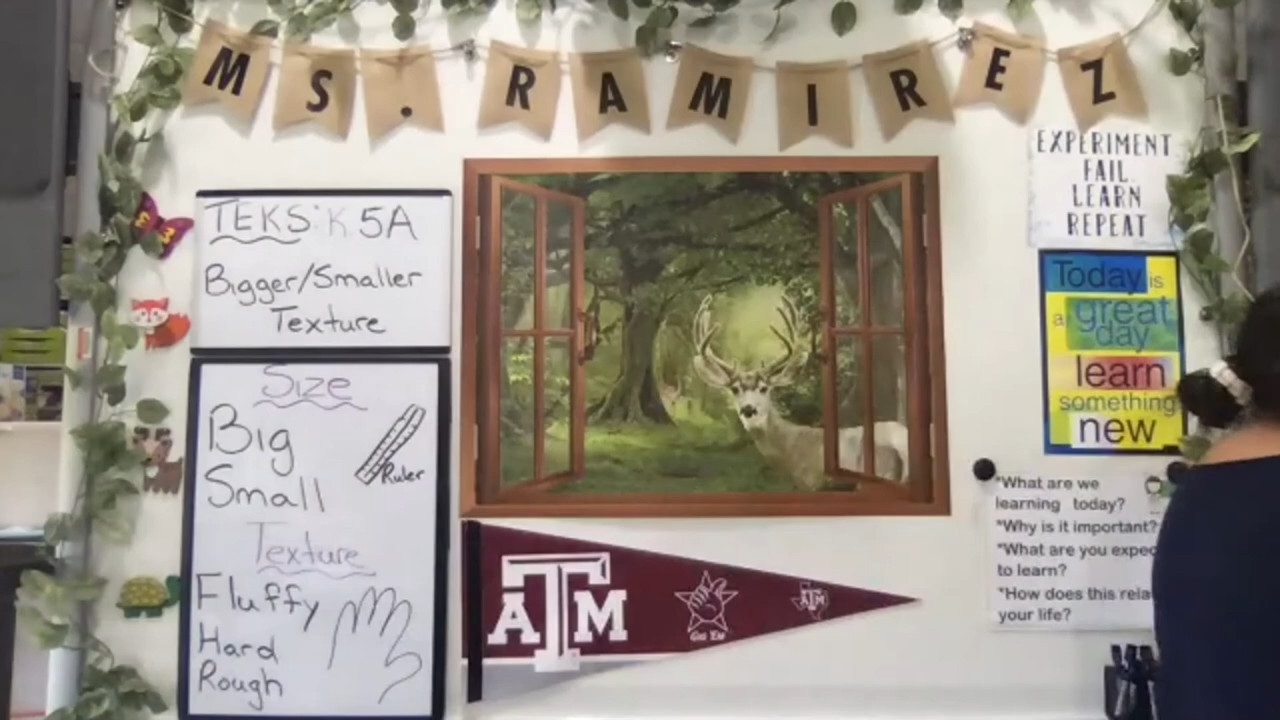 MS. RAMIREZ
TEKS: K.5A
Bigger/Smaller
Texture
Size
Big
Small
Ruler
Texture
Fluffy
Hard
Rough
ATM
Gig 'Em
ATM
EXPERIMENT
FAIL
LEARN
REPEAT
Today is
a great
day
learn
something
new
*What are we
learning today?
*Why is it important?
*What are you expec
to learn?
*How does this rela
your life?